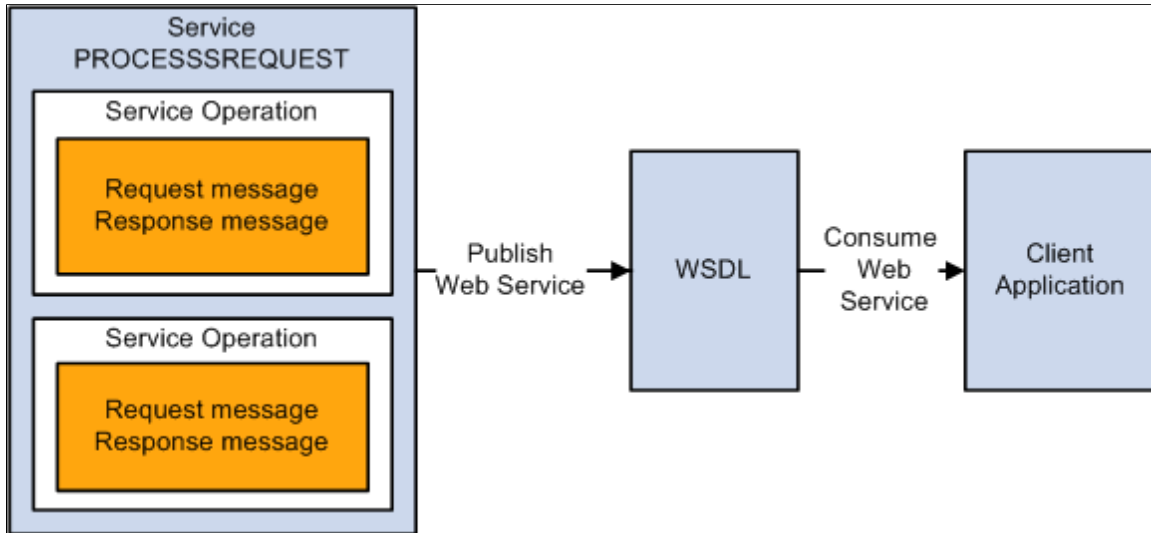 Service
PROCESSSREQUEST
Service Operation
Request message
Response message
Service Operation
Request message
Response message
Publish
Web Service
WSDL
Consume
Web
Service
Client
Application